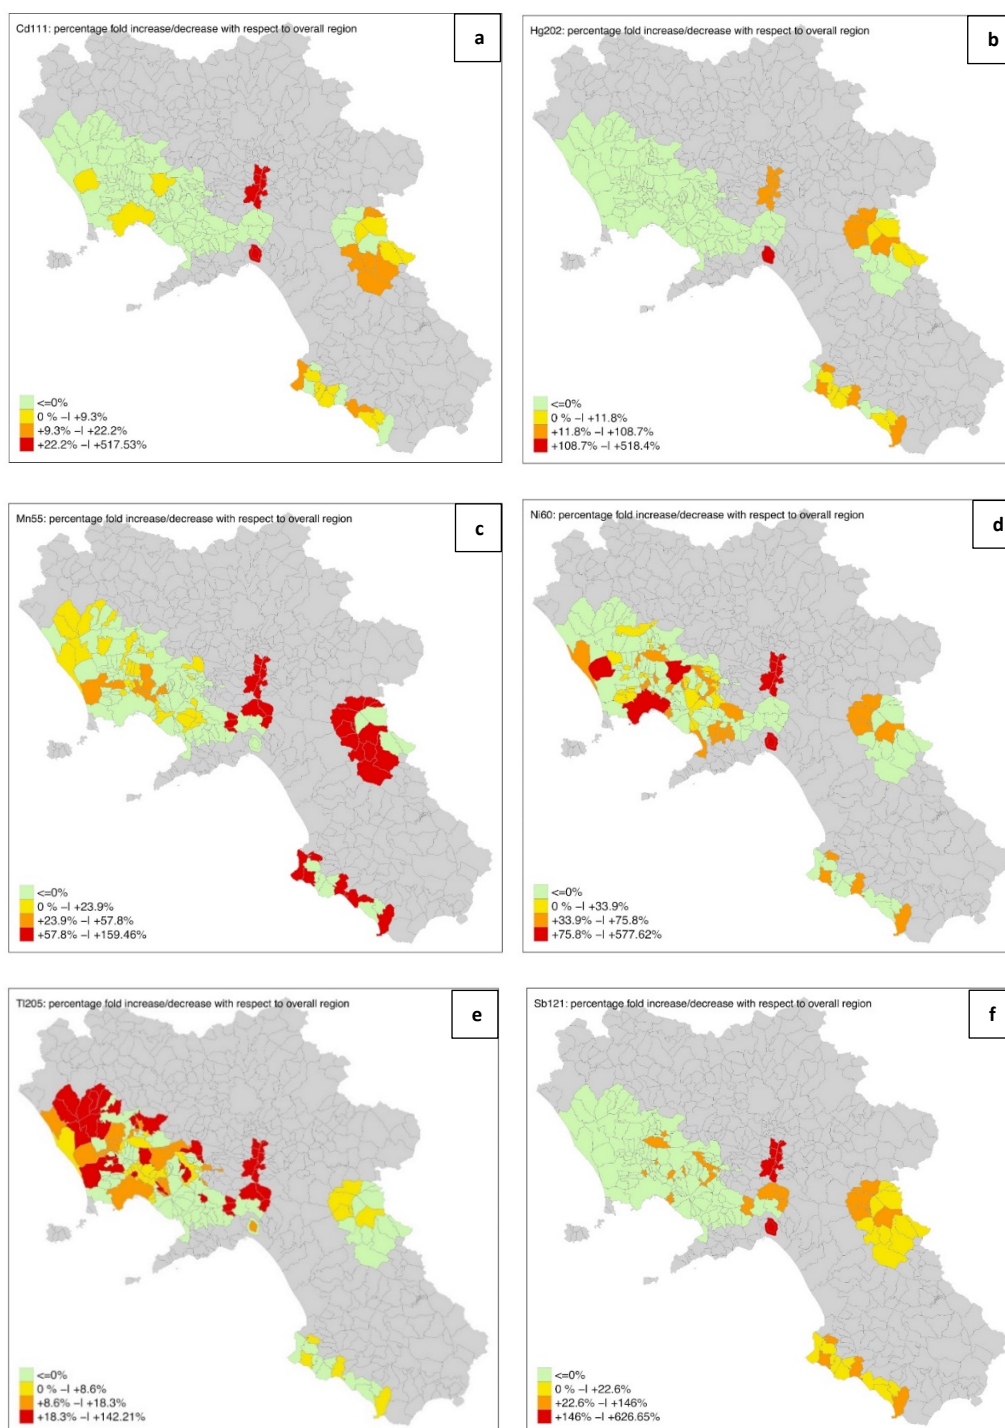 Cd111: percentage fold increase/decrease with respect to overall region
a
<=0%
0 % –I +9.3%
+9.3% –I +22.2%
+22.2% –I +517.53%
Hg202: percentage fold increase/decrease with respect to overall region
b
<=0%
0 % –I +11.8%
+11.8% –I +108.7%
+108.7% –I +518.4%
Mn55: percentage fold increase/decrease with respect to overall region
c
<=0%
0 % –I +23.9%
+23.9% –I +57.8%
+57.8% –I +159.46%
Ni60: percentage fold increase/decrease with respect to overall region
d
<=0%
0 % –I +33.9%
+33.9% –I +75.8%
+75.8% –I +577.62%
Tl205: percentage fold increase/decrease with respect to overall region
e
<=0%
0 % –I +8.6%
+8.6% –I +18.3%
+18.3% –I +142.21%
Sb121: percentage fold increase/decrease with respect to overall region
f
<=0%
0 % –I +22.6%
+22.6% –I +146%
+146% –I +626.65%